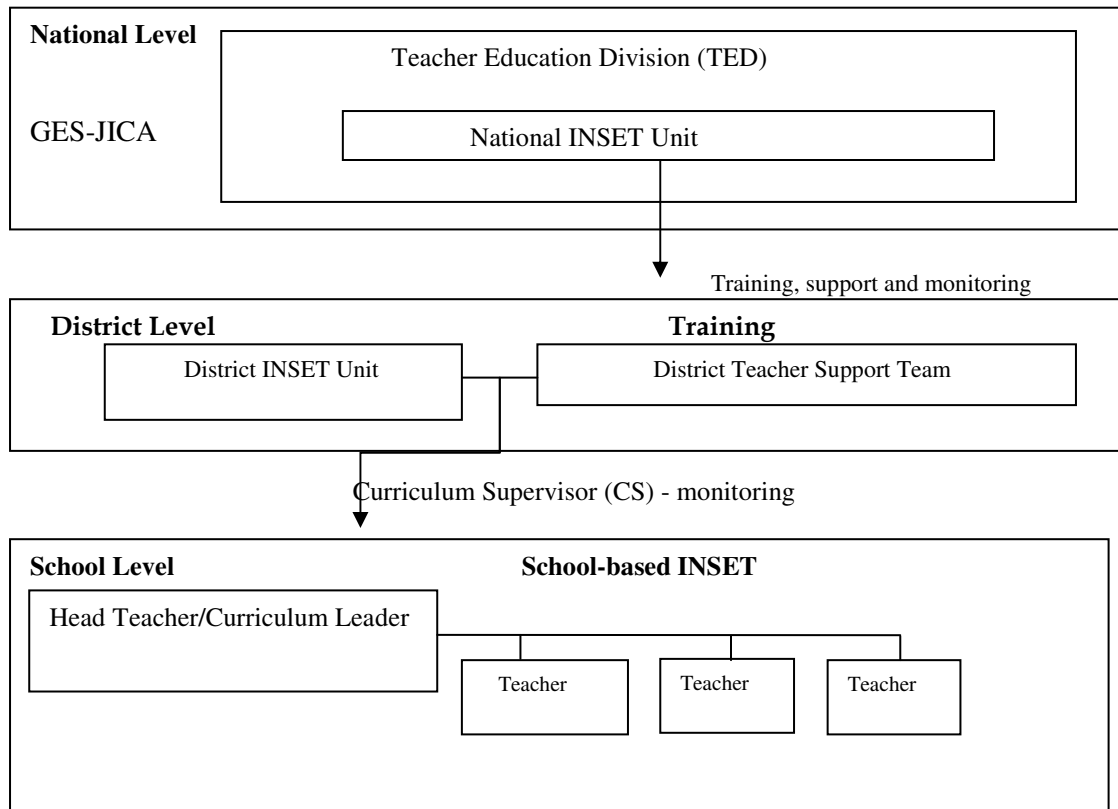 National Level
Teacher Education Division (TED)
GES-JICA
National INSET Unit
Training, support and monitoring
District Level
Training
District INSET Unit
District Teacher Support Team
Curriculum Supervisor (CS) - monitoring
School Level
School-based INSET
Head Teacher/Curriculum Leader
Teacher
Teacher
Teacher